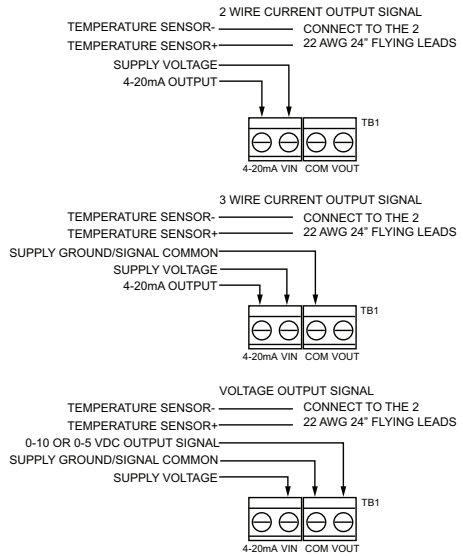 2 WIRE CURRENT OUTPUT SIGNAL
TEMPERATURE SENSOR-
CONNECT TO THE 2
TEMPERATURE SENSOR+
22 AWG 24" FLYING LEADS
SUPPLY VOLTAGE
4-20mA OUTPUT
TB1
4-20mA VIN COM VOUT
3 WIRE CURRENT OUTPUT SIGNAL
TEMPERATURE SENSOR-
CONNECT TO THE 2
TEMPERATURE SENSOR+
22 AWG 24" FLYING LEADS
SUPPLY GROUND/SIGNAL COMMON
SUPPLY VOLTAGE
4-20mA OUTPUT
TB1
4-20mA VIN COM VOUT
VOLTAGE OUTPUT SIGNAL
TEMPERATURE SENSOR-
CONNECT TO THE 2
TEMPERATURE SENSOR+
22 AWG 24" FLYING LEADS
0-10 OR 0-5 VDC OUTPUT SIGNAL
SUPPLY GROUND/SIGNAL COMMON
SUPPLY VOLTAGE
TB1
4-20mA VIN COM VOUT